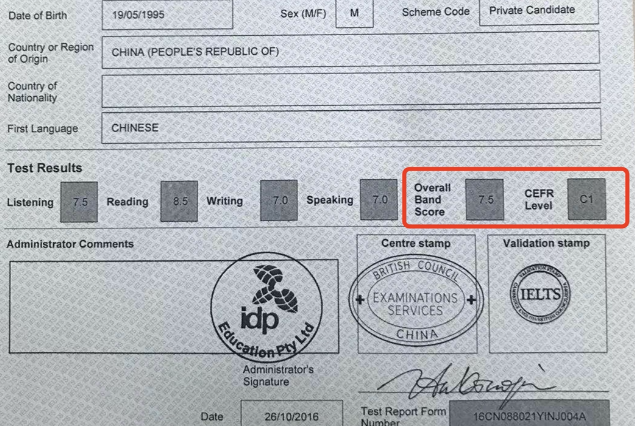 Date of Birth 19/05/1995 Sex (M/F) M Scheme Code Private Candidate
Country or Region
of Origin
CHINA (PEOPLE'S REPUBLIC OF)
Country of
Nationality
First Language CHINESE
Test Results
Listening 7.5 Reading 8.5 Writing 7.0 Speaking 7.0
Overall
Band
Score
7.5
CEFR
Level
C1
Administrator Comments
Centre stamp
Validation stamp
idp
Education Pty Ltd
BRITISH COUNCIL
EXAMINATIONS
SERVICES
CHINA
IELTS
Administrator's
Signature
Date 26/10/2016
Test Report Form
Number
16CN088021YINJ004A